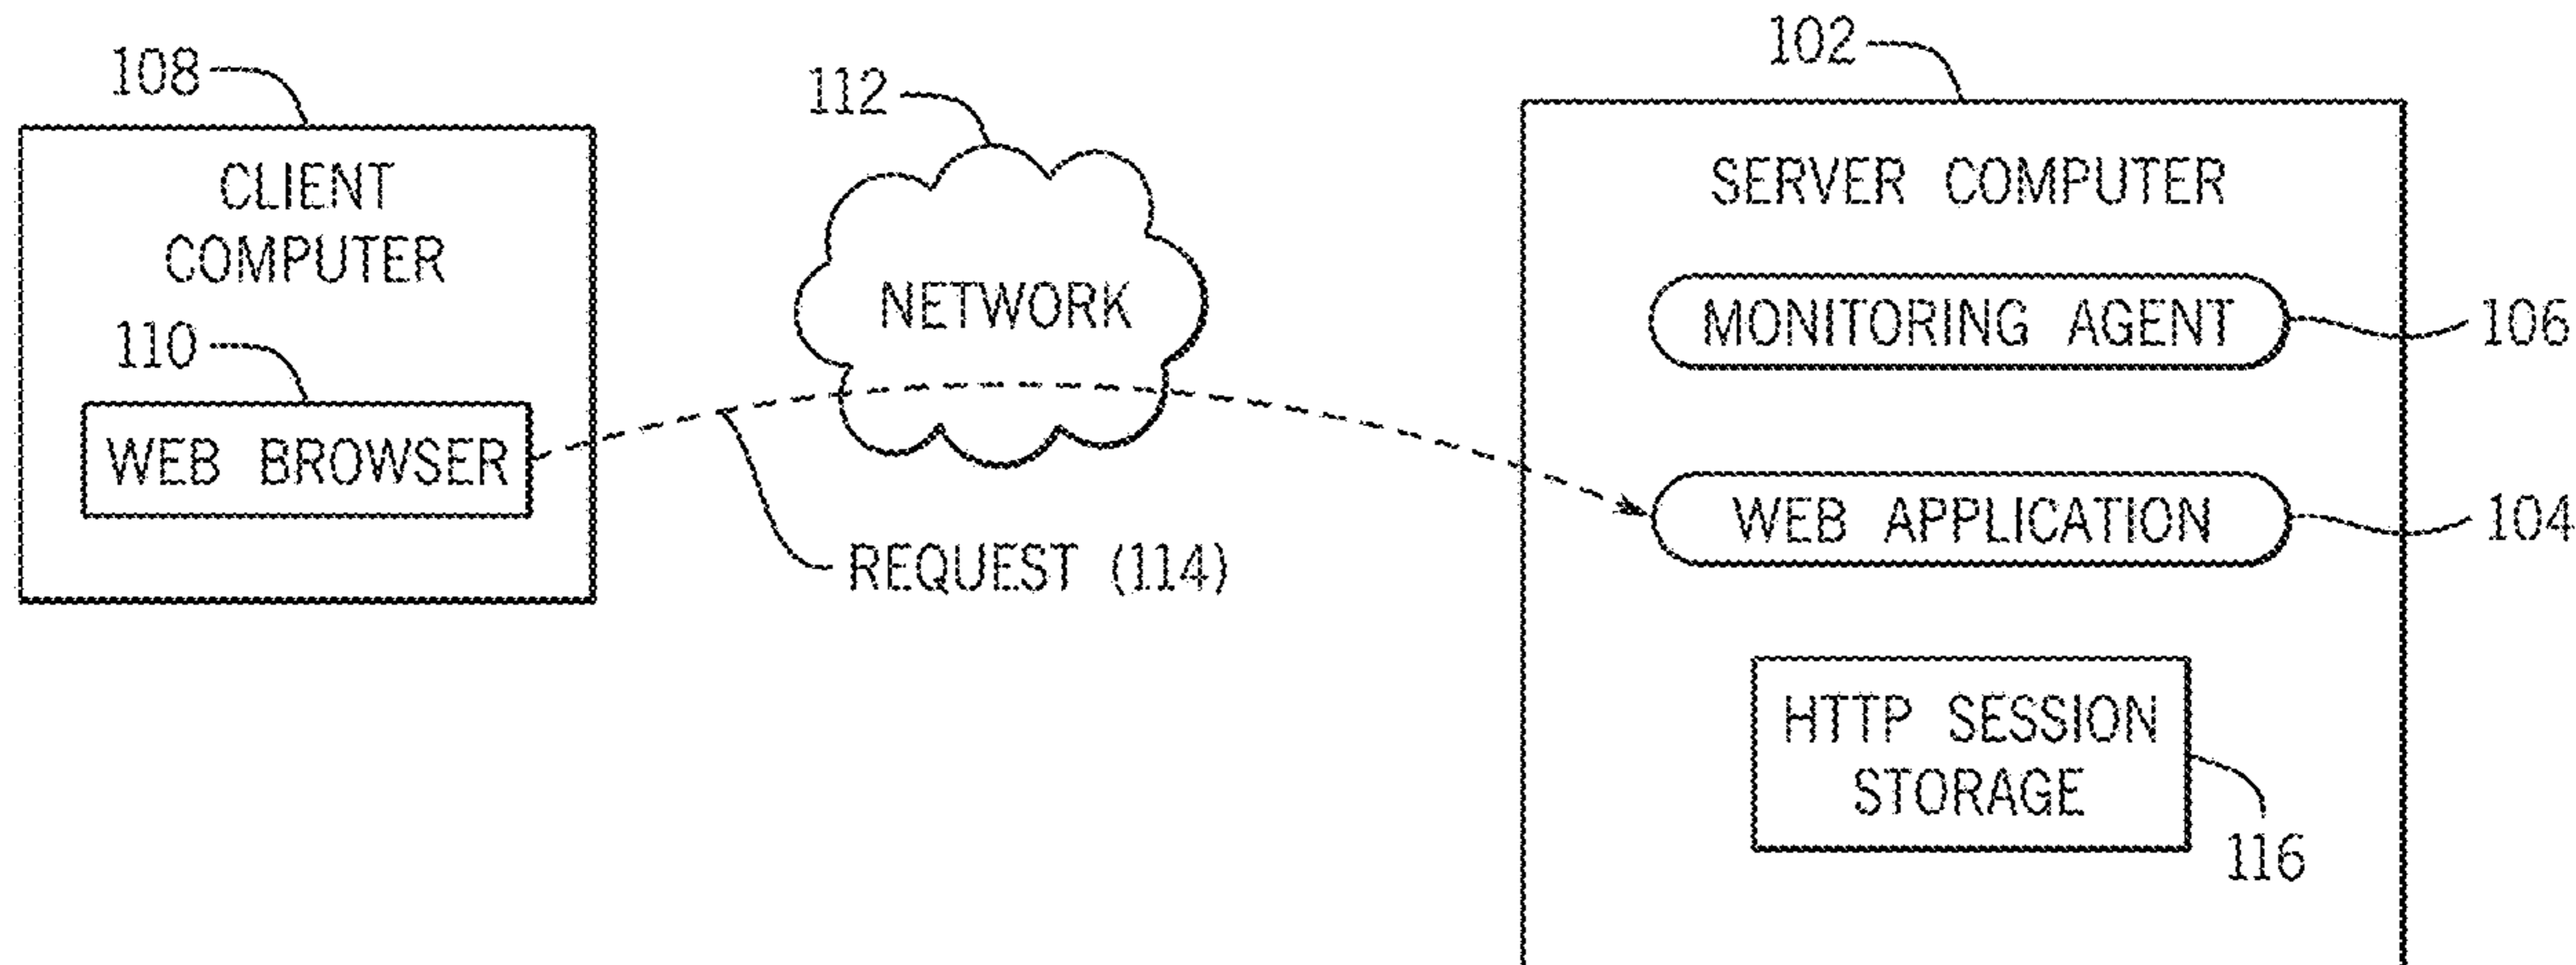 108
CLIENT
COMPUTER
110
WEB BROWSER
112
NETWORK
REQUEST (114)
102
SERVER COMPUTER
MONITORING AGENT
106
WEB APPLICATION
104
HTTP SESSION
STORAGE
116